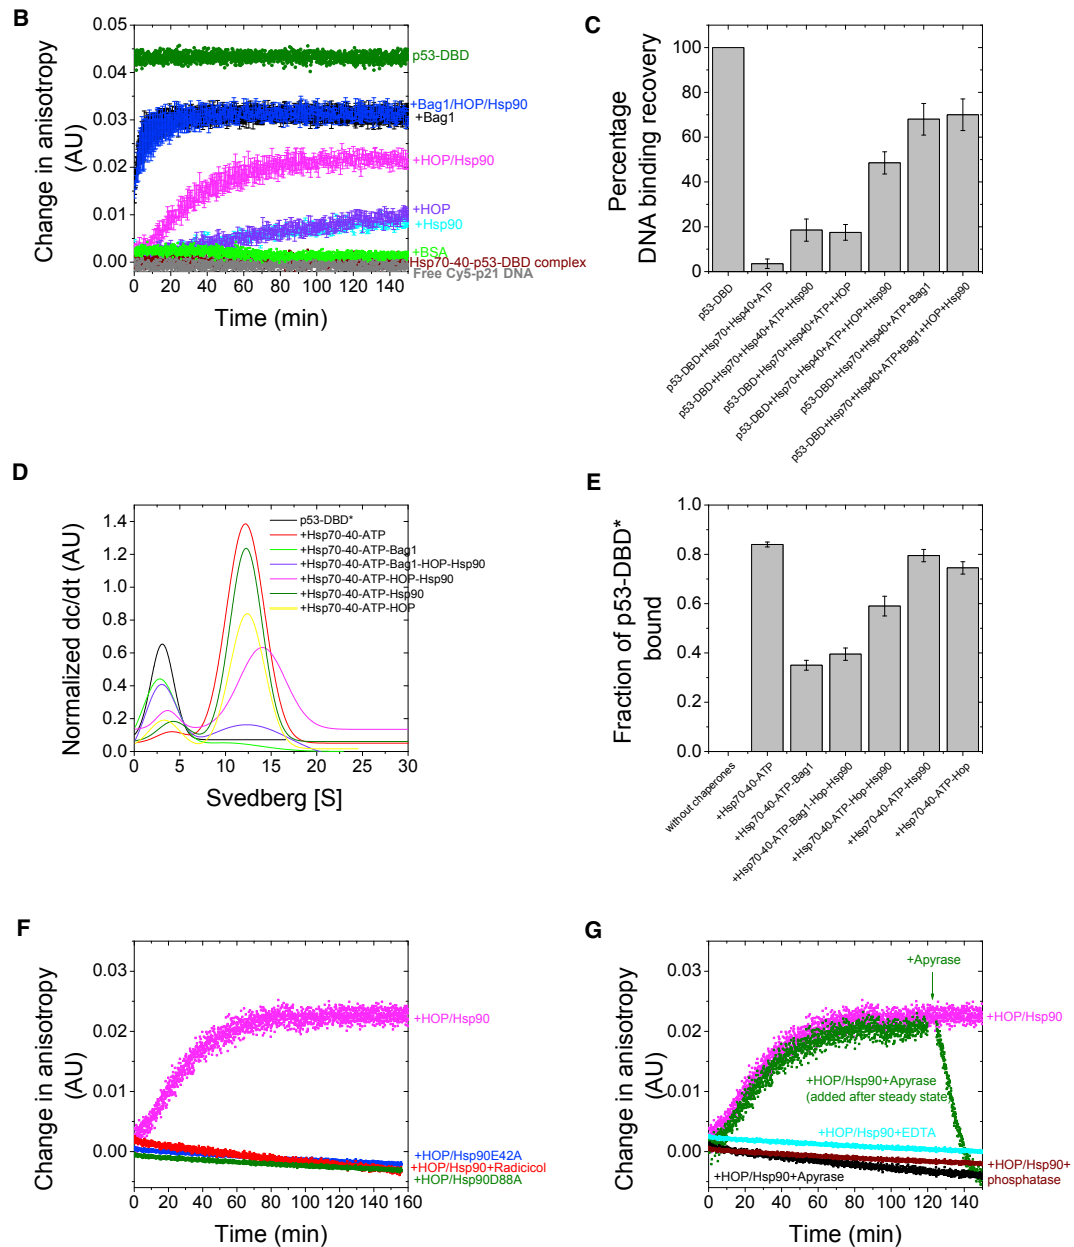 B
Change in anisotropy
(AU)
0.05
0.04
0.03
0.02
0.01
0.00
0 20 40 60 80 100 120 140
Time (min)
p53-DBD
+Bag1/HOP/Hsp90
+Bag1
+HOP/Hsp90
+HOP
+Hsp90
+BSA
Hsp70-40-p53-DBD complex
Free Cy5-p21 DNA
C
Percentage
DNA binding recovery
100
80
60
40
20
0
p53-DBD
p53-DBD+Hsp70+Hsp40+ATP
p53-DBD+Hsp70+Hsp40+ATP+Hsp90
p53-DBD+Hsp70+Hsp40+ATP+HOP
p53-DBD+Hsp70+Hsp40+ATP+HOP+Hsp90
p53-DBD+Hsp70+Hsp40+ATP+Bag1
p53-DBD+Hsp70+Hsp40+ATP+Bag1+HOP+Hsp90
D
Normalized dc/dt (AU)
1.4
1.2
1.0
0.8
0.6
0.4
0.2
0.0
0 5 10 15 20 25 30
Svedberg [S]
p53-DBD*
+Hsp70-40-ATP
+Hsp70-40-ATP-Bag1
+Hsp70-40-ATP-Bag1-HOP-Hsp90
+Hsp70-40-ATP-HOP-Hsp90
+Hsp70-40-ATP-Hsp90
+Hsp70-40-ATP-HOP
E
Fraction of p53-DBD*
bound
1.0
0.8
0.6
0.4
0.2
0.0
without chaperones
+Hsp70-40-ATP
+Hsp70-40-ATP-Bag1
+Hsp70-40-ATP-Bag1-Hop-Hsp90
+Hsp70-40-ATP-Hop-Hsp90
+Hsp70-40-ATP-Hsp90
+Hsp70-40-ATP-Hop
F
Change in anisotropy
(AU)
0.03
0.02
0.01
0.00
0 20 40 60 80 100 120 140 160
Time (min)
+HOP/Hsp90
+HOP/Hsp90E42A
+HOP/Hsp90+Radicicol
+HOP/Hsp90D88A
G
Change in anisotropy
(AU)
0.03
0.02
0.01
0.00
0 20 40 60 80 100 120 140
Time (min)
+Apyrase
+HOP/Hsp90
+HOP/Hsp90+Apyrase
(added after steady state)
+HOP/Hsp90+EDTA
+HOP/Hsp90+
phosphatase
+HOP/Hsp90+Apyrase